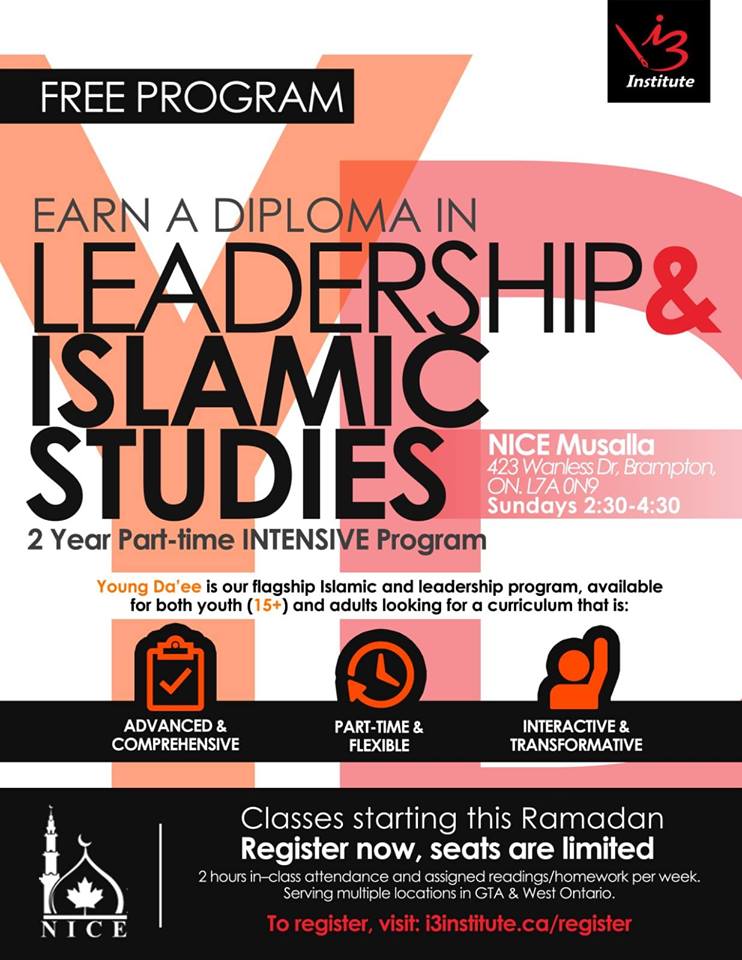 i3
Institute
FREE PROGRAM
EARN A DIPLOMA IN
LEADERSHIP&
ISLAMIC
STUDIES
NICE Musalla
423 Wanless Dr, Brampton,
ON. L7A 0N9
Sundays 2:30-4:30
2 Year Part-time INTENSIVE Program
Young Da'ee is our flagship Islamic and leadership program, available
for both youth (15+) and adults looking for a curriculum that is:
ADVANCED &
COMPREHENSIVE
PART-TIME &
FLEXIBLE
INTERACTIVE &
TRANSFORMATIVE
Classes starting this Ramadan
Register now, seats are limited
2 hours in–class attendance and assigned readings/homework per week.
Serving multiple locations in GTA & West Ontario.
To register, visit: i3institute.ca/register
NICE